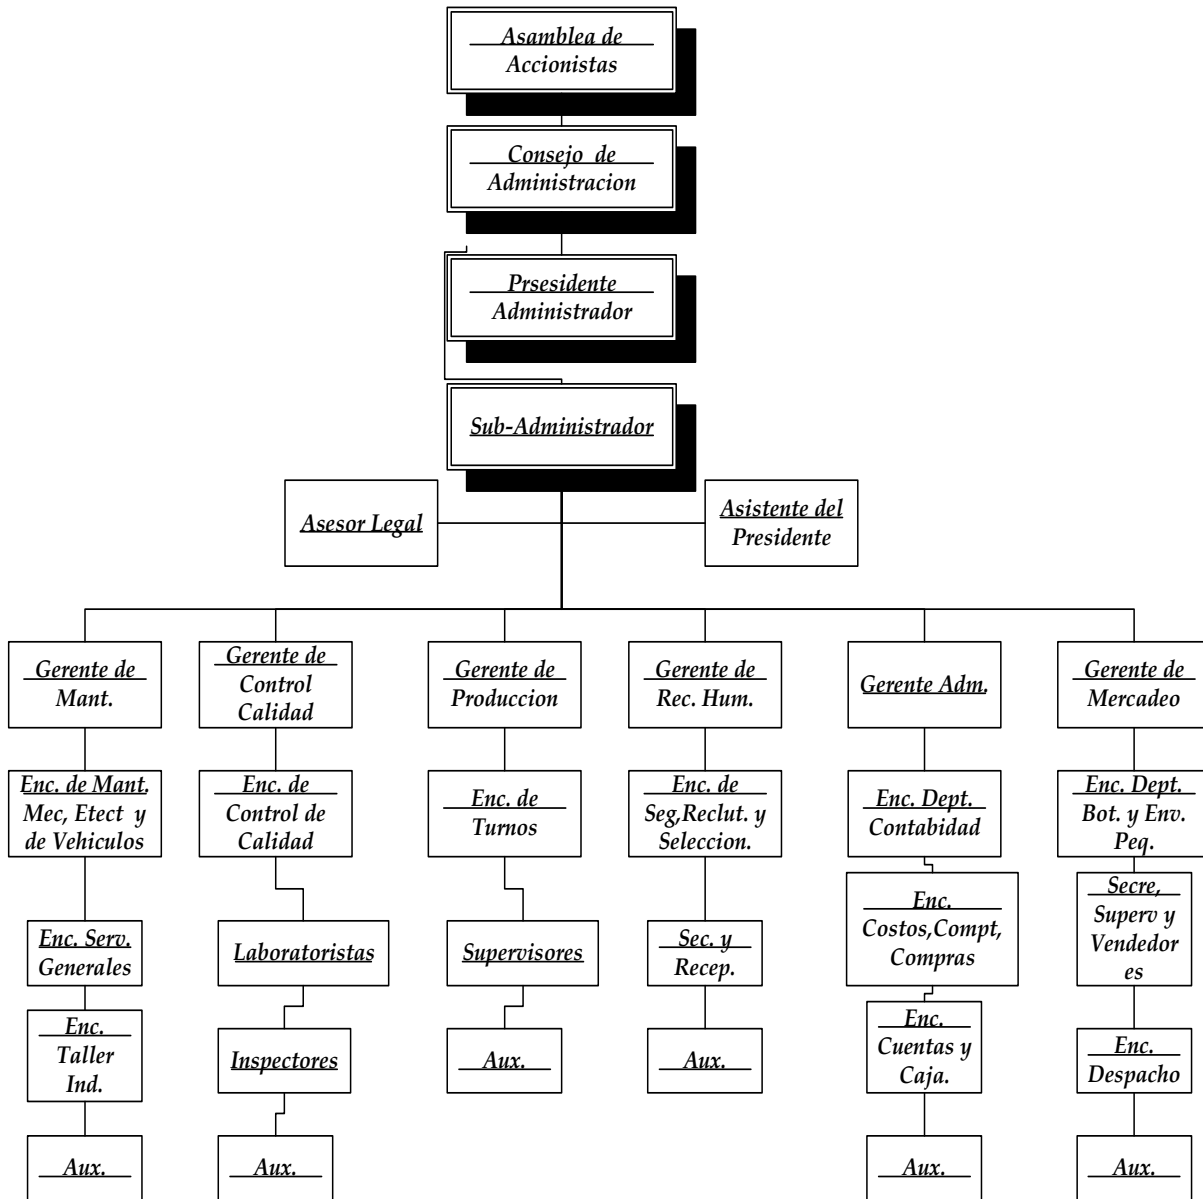 Asamblea de
Accionistas
Consejo de
Administracion
Prsesidente
Administrador
Sub-Administrador
Asesor Legal
Asistente del
Presidente
Gerente de
Mant.
Gerente de
Control
Calidad
Gerente de
Produccion
Gerente de
Rec. Hum.
Gerente Adm.
Gerente de
Mercadeo
Enc. de Mant.
Mec, Etect y
de Vehiculos
Enc. de
Control de
Calidad
Enc. de
Turnos
Enc. de
Seg,Reclut. y
Seleccion.
Enc. Dept.
Contabidad
Enc. Dept.
Bot. y Env.
Peq.
Enc. Serv.
Generales
Laboratoristas
Supervisores
Sec. y
Recep.
Enc.
Costos,Compt,
Compras
Secre,
Superv y
Vendedor
es
Enc.
Taller
Ind.
Inspectores
Aux.
Aux.
Enc.
Cuentas y
Caja.
Enc.
Despacho
Aux.
Aux.
Aux.
Aux.